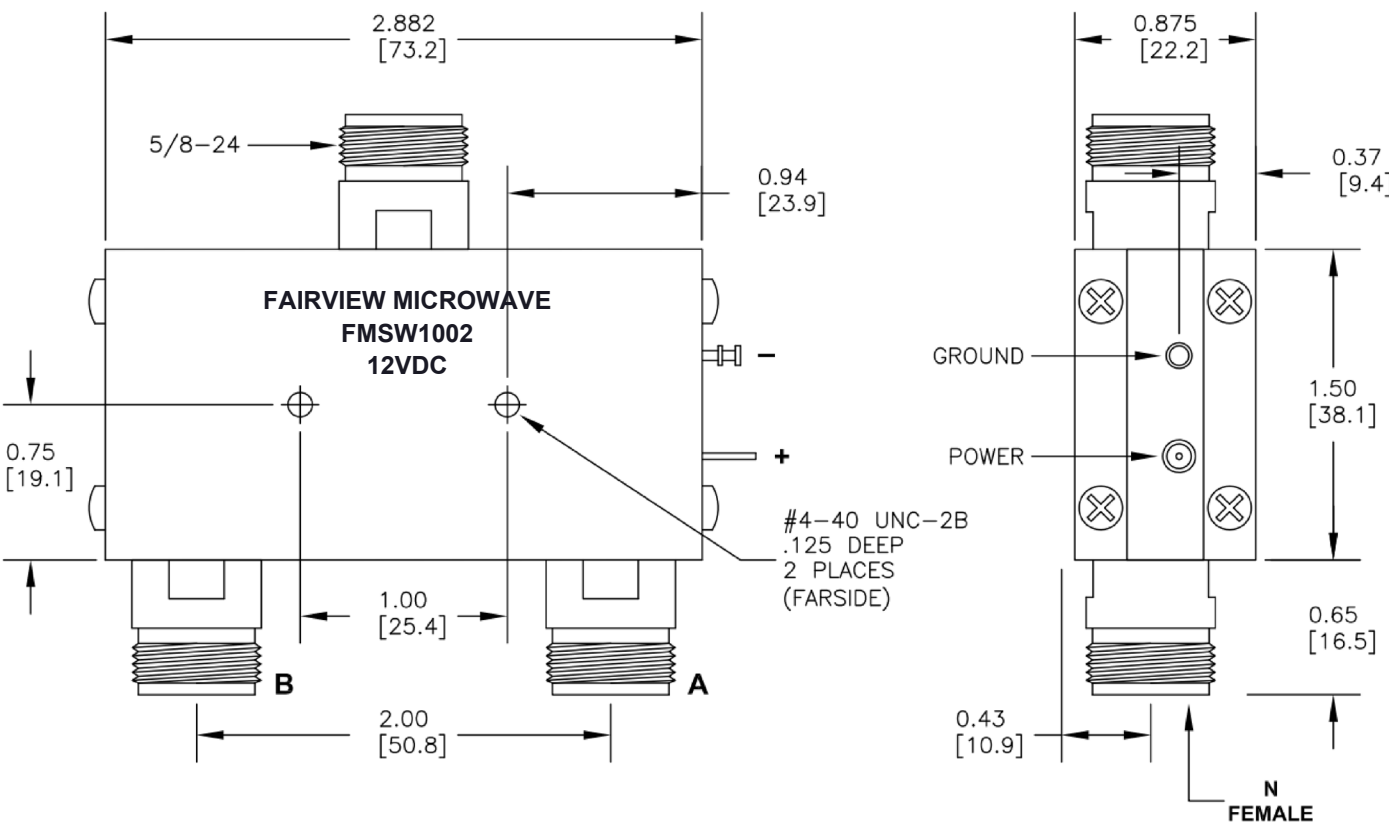 2.882
[73.2]
0.875
[22.2]
5/8-24
0.94
[23.9]
0.37
[9.4]
FAIRVIEW MICROWAVE
FMSW1002
12VDC
-
GROUND
1.50
[38.1]
0.75
[19.1]
+
POWER
#4-40 UNC-2B
.125 DEEP
2 PLACES
(FARSIDE)
1.00
[25.4]
0.65
[16.5]
B
A
2.00
[50.8]
0.43
[10.9]
N
FEMALE